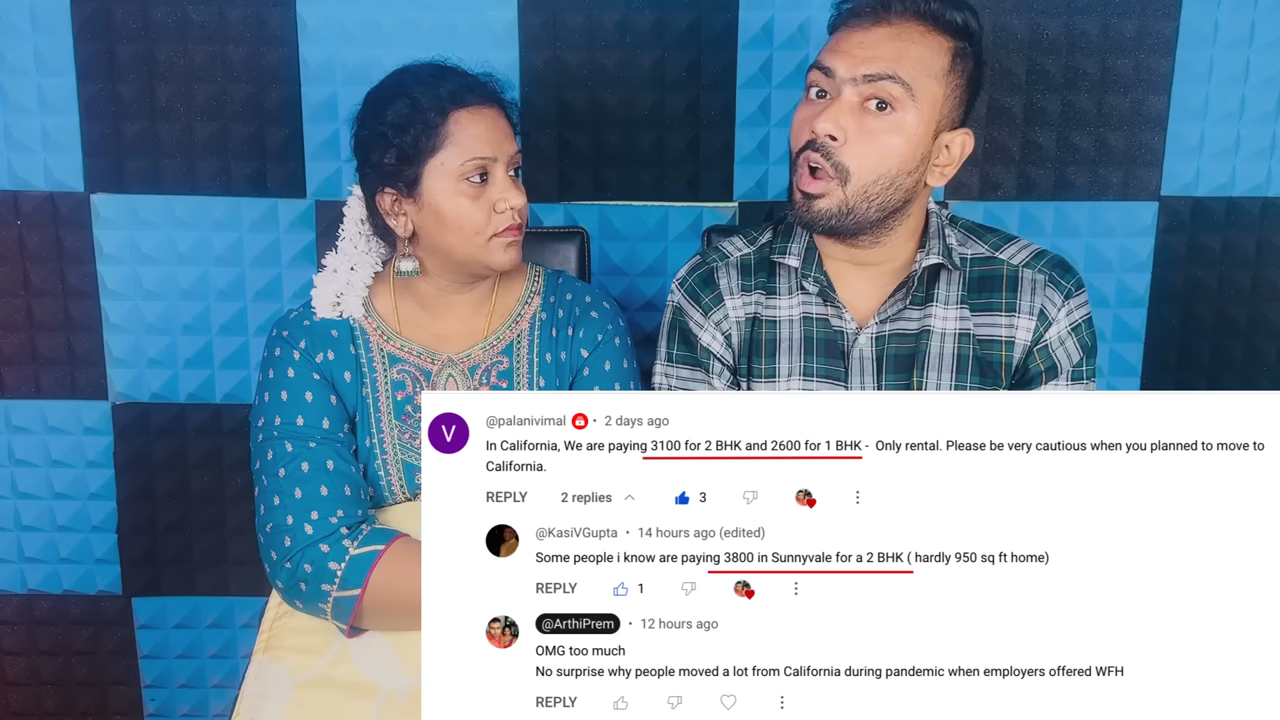 V
@palanivimal • 2 days ago
In California, We are paying 3100 for 2 BHK and 2600 for 1 BHK - Only rental. Please be very cautious when you planned to move to
California.
REPLY 2 replies 3
@KasiVGupta • 14 hours ago (edited)
Some people i know are paying 3800 in Sunnyvale for a 2 BHK ( hardly 950 sq ft home)
REPLY 1
@ArthiPrem • 12 hours ago
OMG too much
No surprise why people moved a lot from California during pandemic when employers offered WFH
REPLY